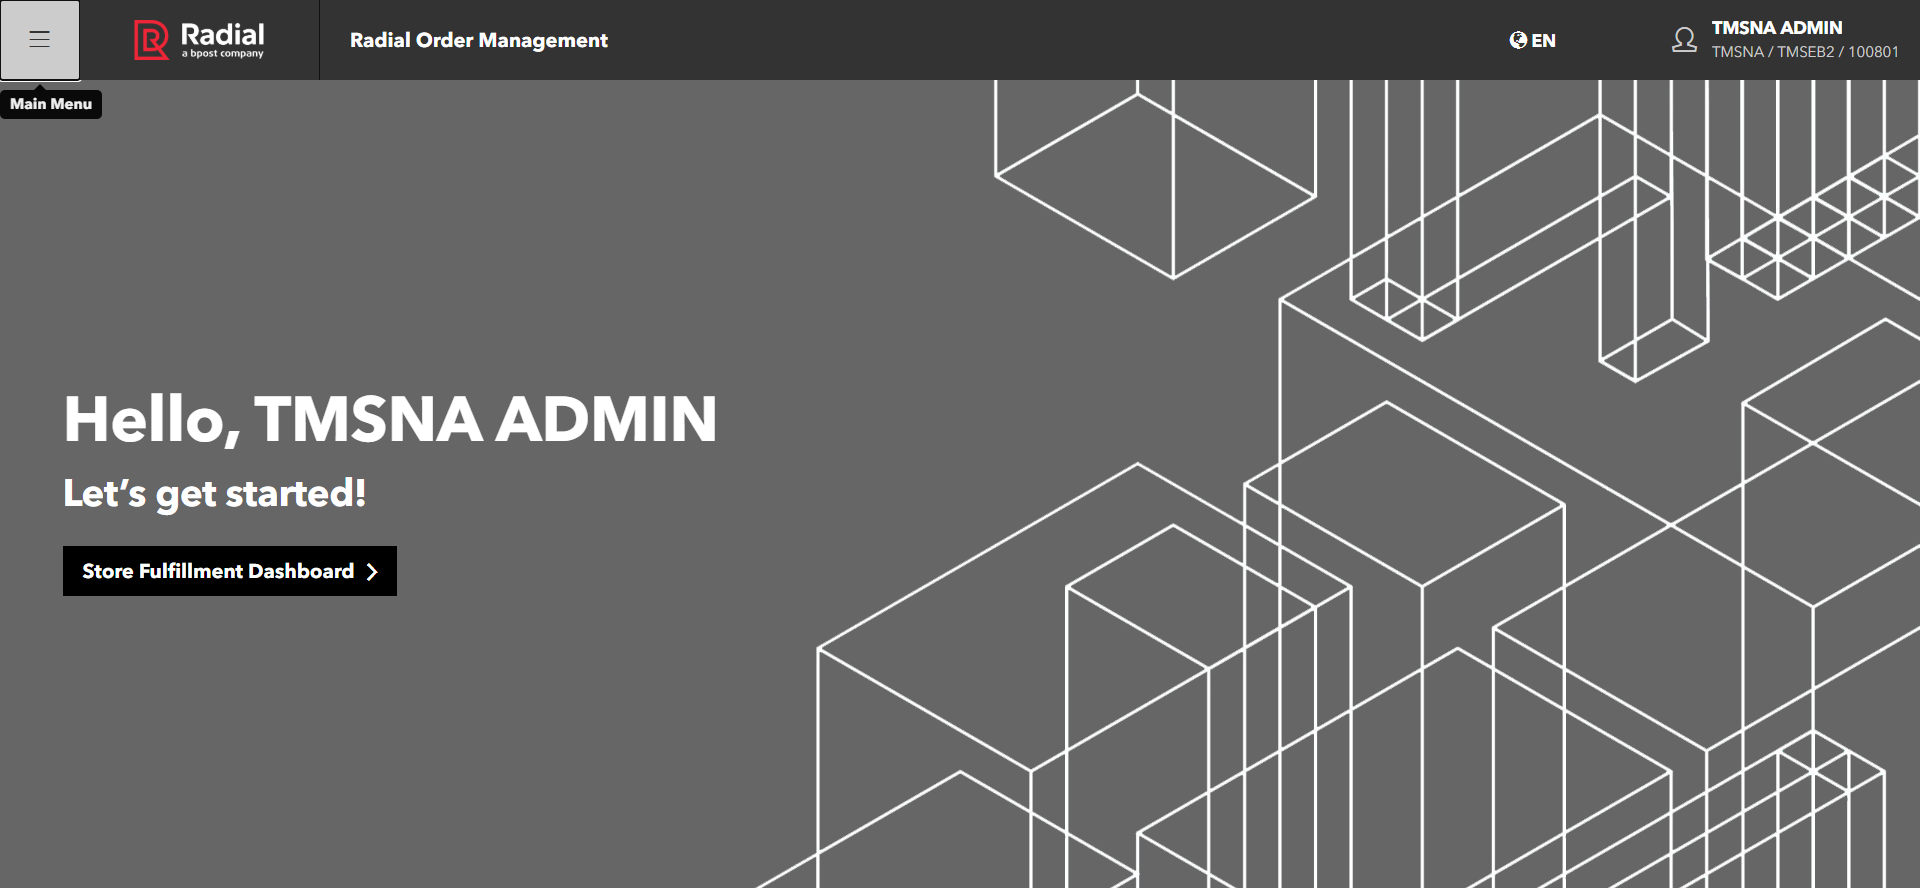 Radial
a bpost company
Radial Order Management
EN
TMSNA ADMIN
TMSNA / TMSEB2 / 100801
Main Menu
Hello, TMSNA ADMIN
Let’s get started!
Store Fulfillment Dashboard